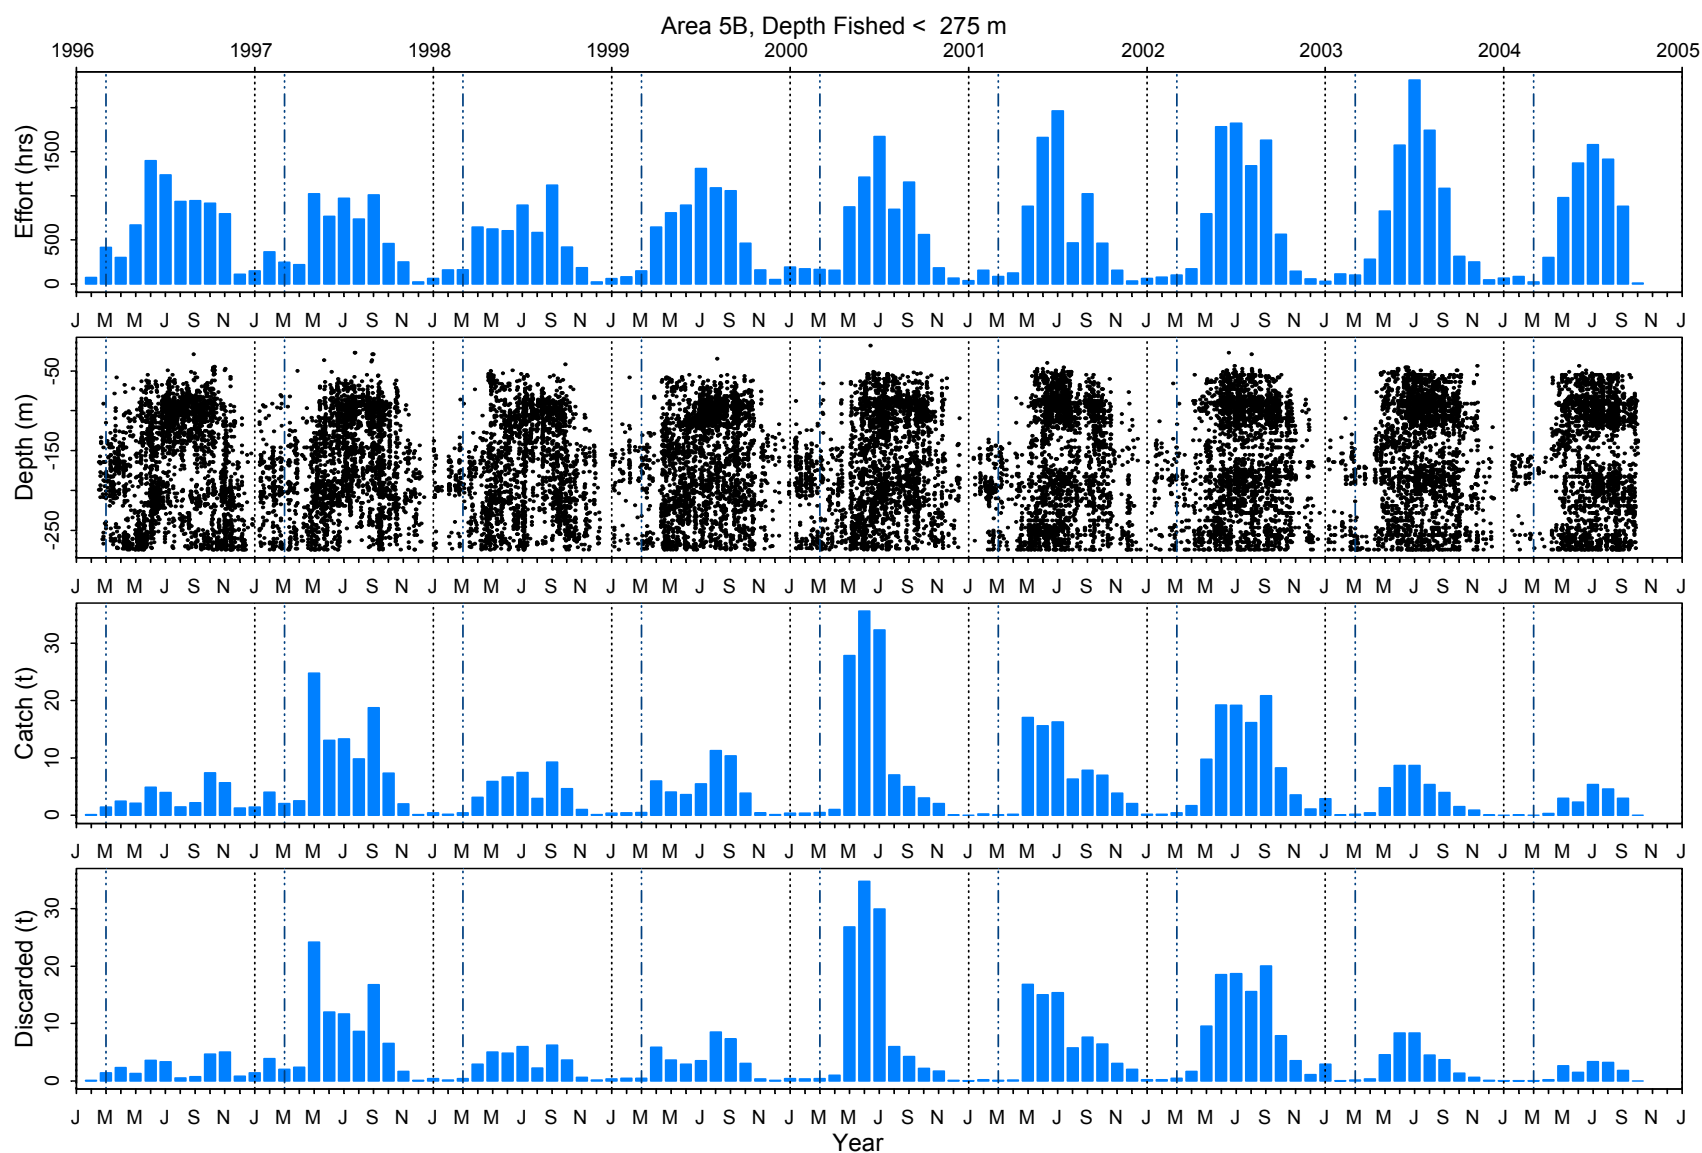 Area 5B, Depth Fished < 275 m
1996 1997 1998 1999 2000 2001 2002 2003 2004 2005
Effort (hrs)
1500
500
0
J M M J S N J M M J S N J M M J S N J M M J S N J M M J S N J M M J S N J M M J S N J M M J S N J M M J S N J
Depth (m)
-50
-150
-250
J M M J S N J M M J S N J M M J S N J M M J S N J M M J S N J M M J S N J M M J S N J M M J S N J M M J S N J
Catch (t)
30
20
10
0
J M M J S N J M M J S N J M M J S N J M M J S N J M M J S N J M M J S N J M M J S N J M M J S N J M M J S N J
Discarded (t)
30
20
10
0
J M M J S N J M M J S N J M M J S N J M M J S N J M M J S N J M M J S N J M M J S N J M M J S N J M M J S N J
Year